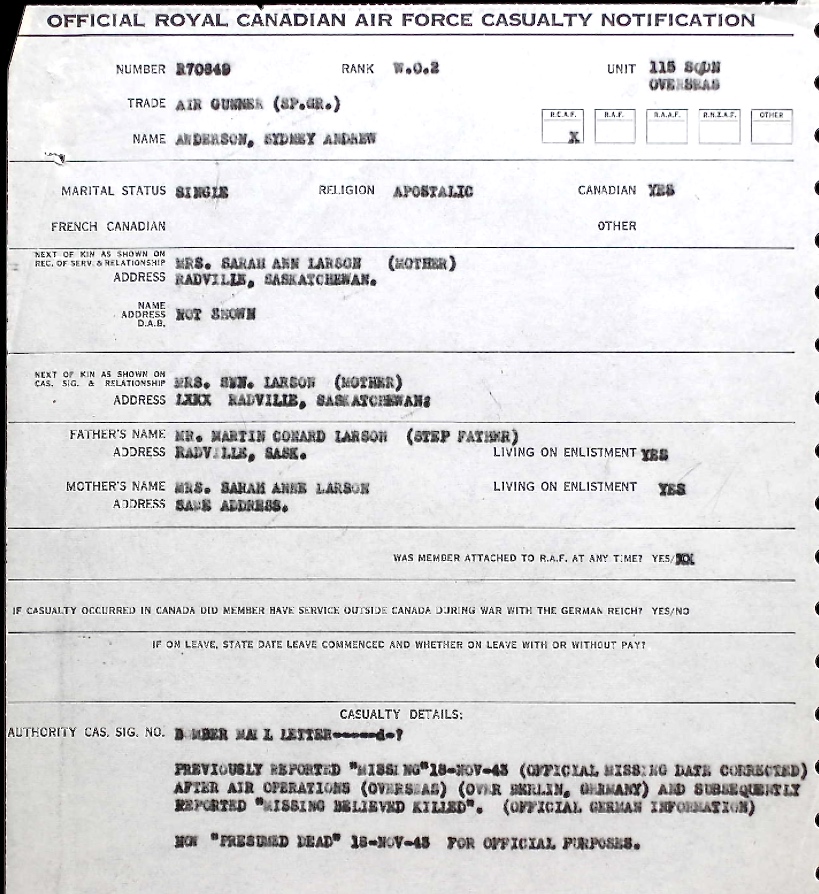 OFFICIAL ROYAL CANADIAN AIR FORCE CASUALTY NOTIFICATION
NUMBER R70849 RANK W.O.2 UNIT 115 SQDN
OVERSEAS
TRADE AIR GUNNER (SP.GR.)
R.C.A.F. R.A.F. R.A.A.F. R.N.Z.A.F. OTHER
NAME ANDERSON, SYDNEY ANDREW X
MARITAL STATUS SINGLE RELIGION APOSTALIC CANADIAN YES
FRENCH CANADIAN OTHER
NEXT OF KIN AS SHOWN ON
REC. OF SERV. & RELATIONSHIP MRS. SARAH ANN LARSON (MOTHER)
ADDRESS RADVILLE, SASKATCHEWAN.
NAME
ADDRESS NOT SHOWN
D.A.B.
NEXT OF KIN AS SHOWN ON
CAS. SIG. & RELATIONSHIP MRS. LARSON (MOTHER)
ADDRESS RADVILLE, SASKATCHEWAN
FATHER'S NAME MR. MARTIN CONARD LARSON (STEP FATHER)
ADDRESS RADVILLE, SASK. LIVING ON ENLISTMENT YES
MOTHER'S NAME MRS. SARAH ANNE LARSON LIVING ON ENLISTMENT YES
ADDRESS SAME ADDRESS.
WAS MEMBER ATTACHED TO R.A.F. AT ANY TIME? YES/
IF CASUALTY OCCURRED IN CANADA DID MEMBER HAVE SERVICE OUTSIDE CANADA DURING WAR WITH THE GERMAN REICH? YES/NO
IF ON LEAVE, STATE DATE LEAVE COMMENCED AND WHETHER ON LEAVE WITH OR WITHOUT PAY?
CASUALTY DETAILS:
AUTHORITY CAS. SIG. NO. BOMBER MAIL LETTER
PREVIOUSLY REPORTED "MISSING" 18-NOV-43 (OFFICIAL MISSING DATE CORRECTED)
AFTER AIR OPERATIONS (OVERSEAS) (OVER BERLIN, GERMANY) AND SUBSEQUENTLY
REPORTED "MISSING BELIEVED KILLED". (OFFICIAL GERMAN INFORMATION)
NOW "PRESUMED DEAD" 18-NOV-43 FOR OFFICIAL PURPOSES.